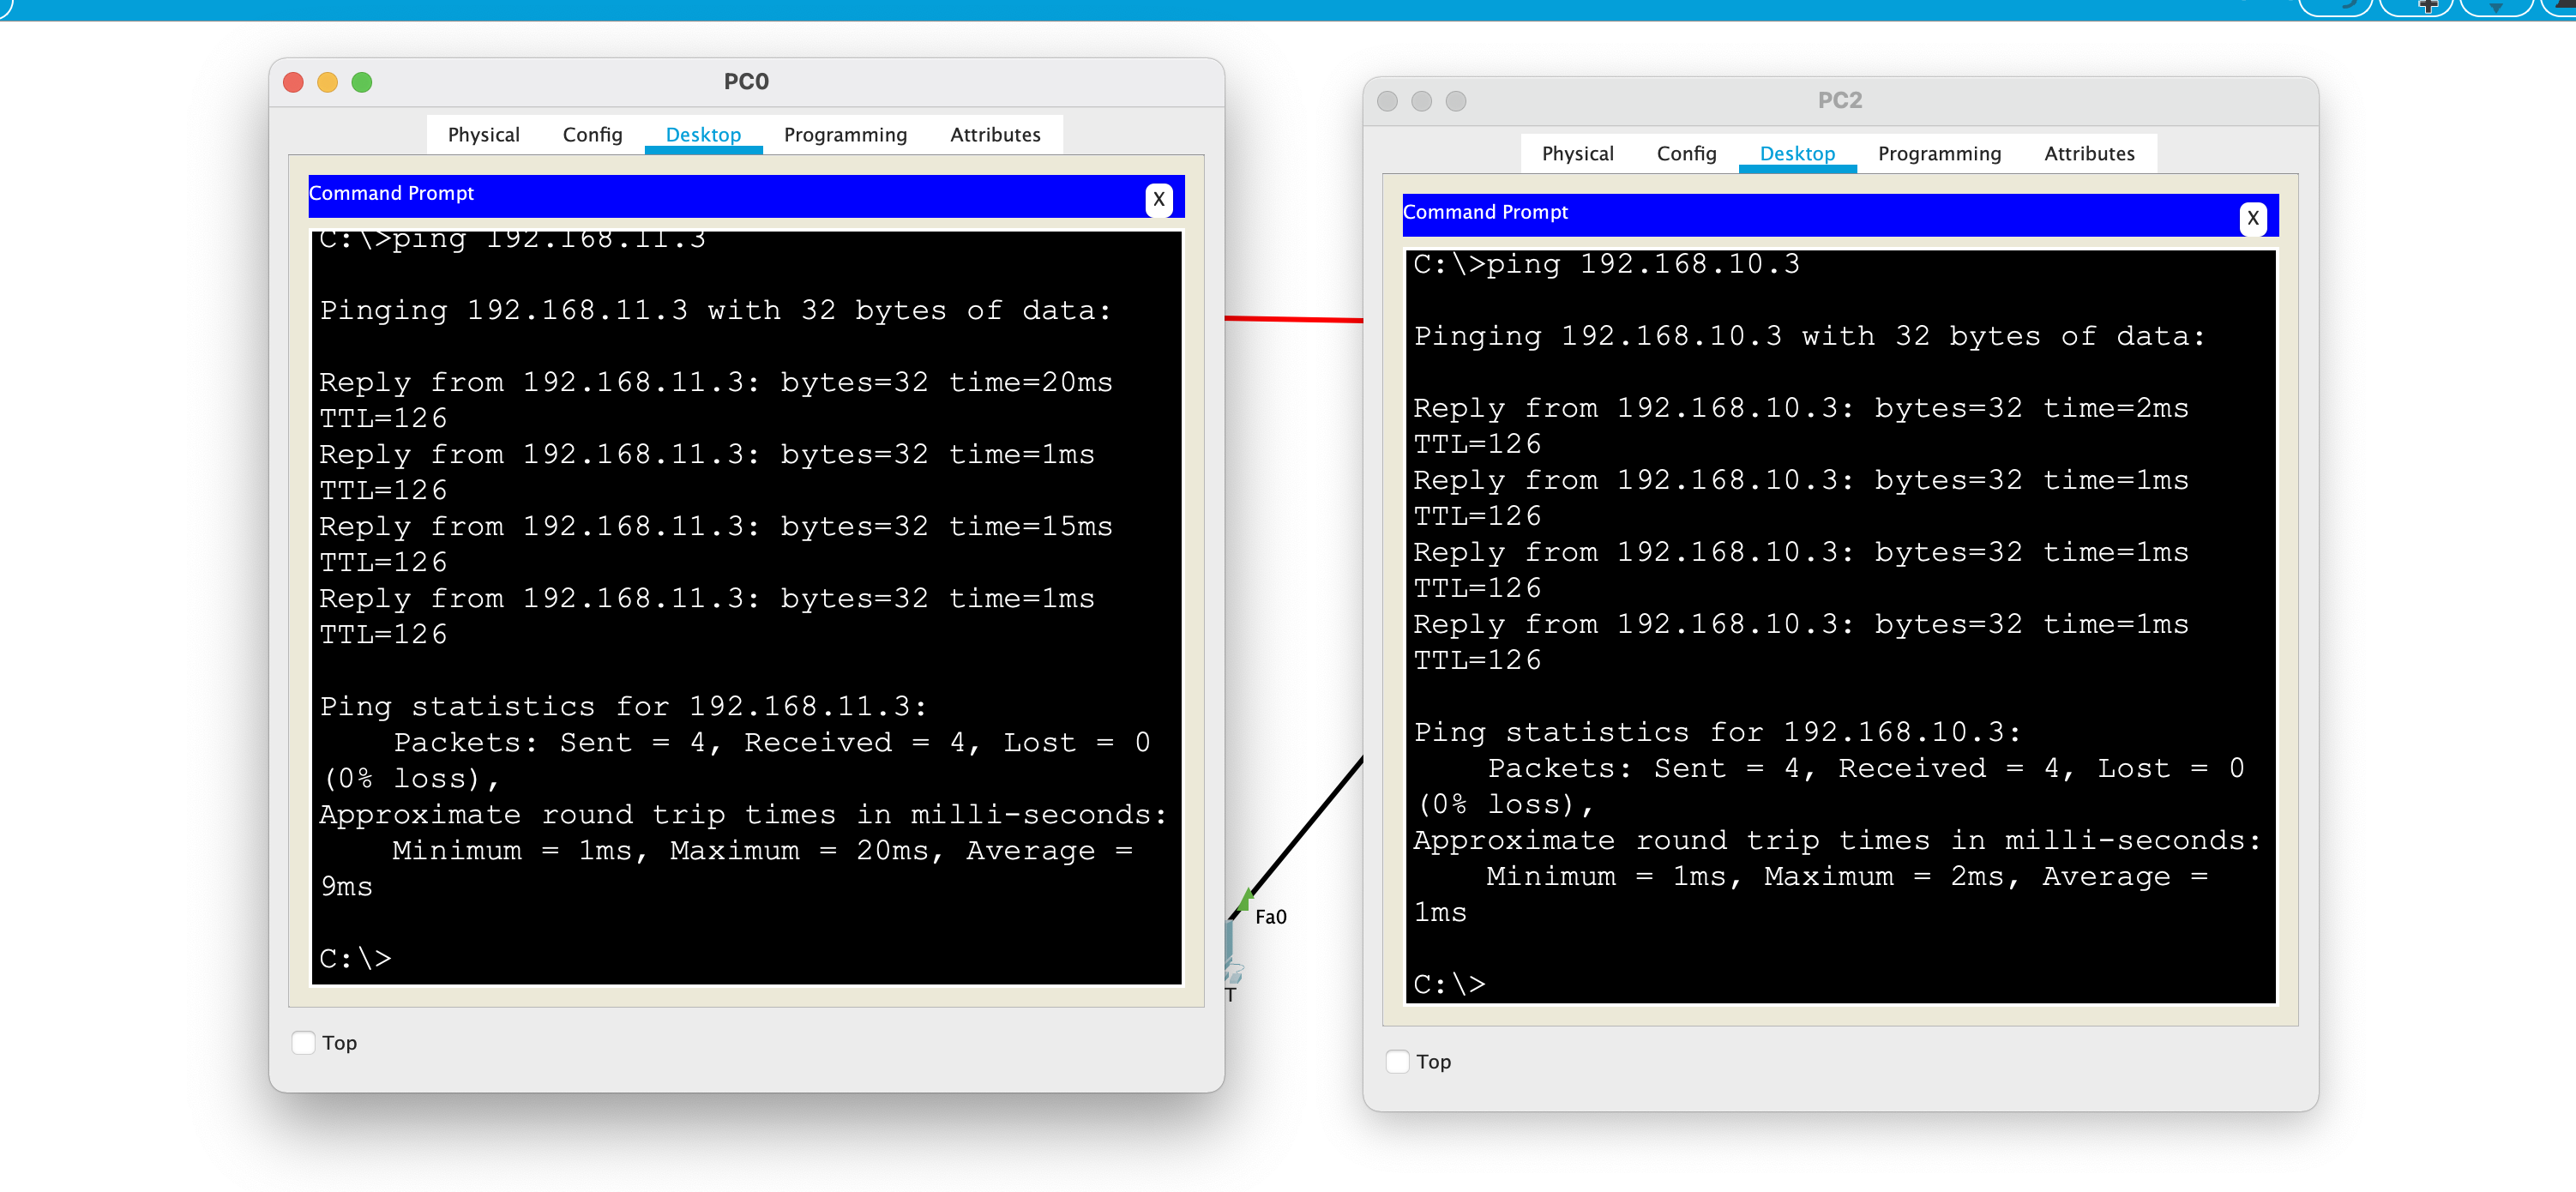 PC0
Physical Config Desktop Programming Attributes
Command Prompt
X
C:\>ping 192.168.11.3
Pinging 192.168.11.3 with 32 bytes of data:
Reply from 192.168.11.3: bytes=32 time=20ms
TTL=126
Reply from 192.168.11.3: bytes=32 time=1ms
TTL=126
Reply from 192.168.11.3: bytes=32 time=15ms
TTL=126
Reply from 192.168.11.3: bytes=32 time=1ms
TTL=126
Ping statistics for 192.168.11.3:
Packets: Sent = 4, Received = 4, Lost = 0
(0% loss),
Approximate round trip times in milli-seconds:
Minimum = 1ms, Maximum = 20ms, Average =
9ms
C:\>
Top
Fa0
T
PC2
Physical Config Desktop Programming Attributes
Command Prompt
X
C:\>ping 192.168.10.3
Pinging 192.168.10.3 with 32 bytes of data:
Reply from 192.168.10.3: bytes=32 time=2ms
TTL=126
Reply from 192.168.10.3: bytes=32 time=1ms
TTL=126
Reply from 192.168.10.3: bytes=32 time=1ms
TTL=126
Reply from 192.168.10.3: bytes=32 time=1ms
TTL=126
Ping statistics for 192.168.10.3:
Packets: Sent = 4, Received = 4, Lost = 0
(0% loss),
Approximate round trip times in milli-seconds:
Minimum = 1ms, Maximum = 2ms, Average =
1ms
C:\>
Top